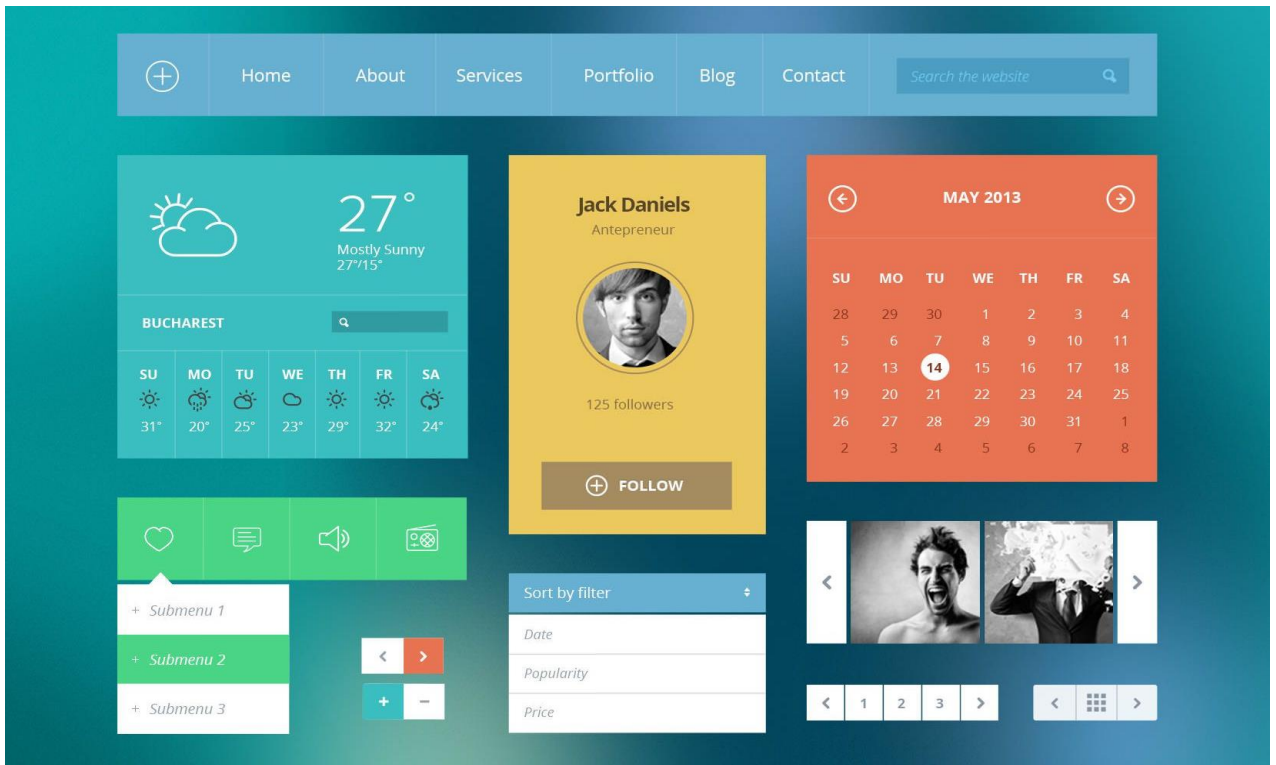 Home About Services Portfolio Blog Contact Search the website
27°
Mostly Sunny
27°/15°
BUCHAREST
SU MO TU WE TH FR SA
31° 20° 25° 23° 29° 32° 24°
Jack Daniels
Antepreneur
125 followers
FOLLOW
MAY 2013
SU MO TU WE TH FR SA
28 29 30 1 2 3 4
5 6 7 8 9 10 11
12 13 14 15 16 17 18
19 20 21 22 23 24 25
26 27 28 29 30 31 1
2 3 4 5 6 7 8
+ Submenu 1
+ Submenu 2
+ Submenu 3
< >
+ −
Sort by filter
Date
Popularity
Price
< 1 2 3 >